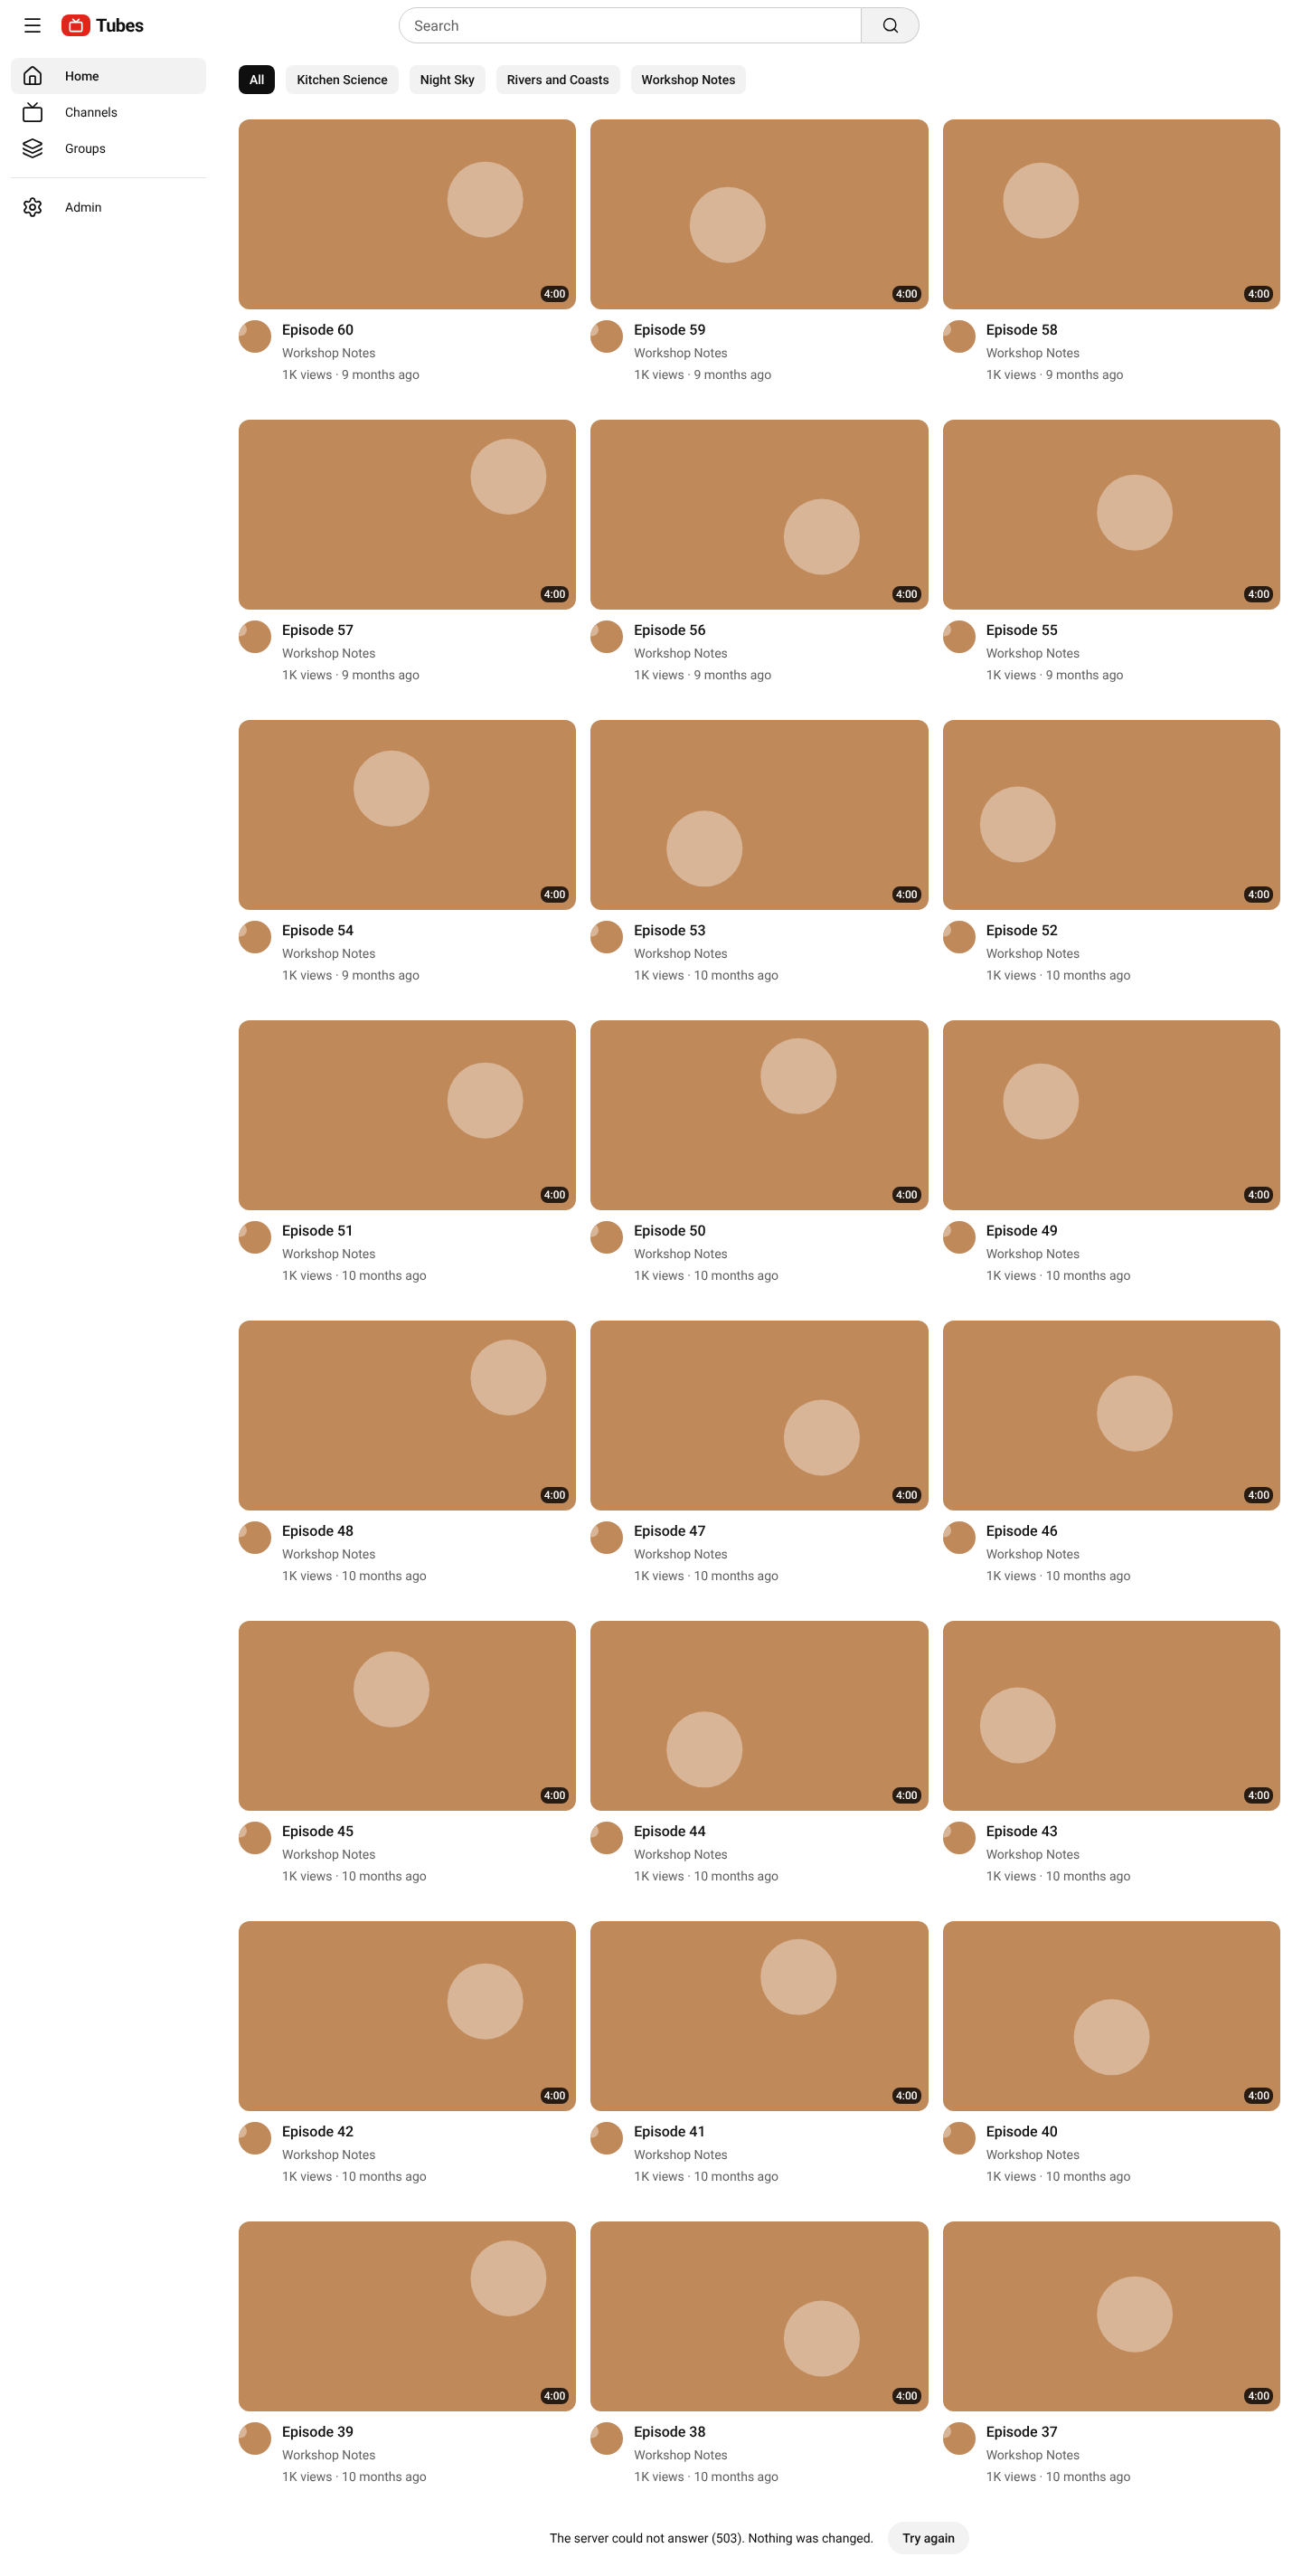 Tubes
Search
Home
Channels
Groups
Admin
All
Kitchen Science
Night Sky
Rivers and Coasts
Workshop Notes
4:00
4:00
4:00
Episode 60
Workshop Notes
1K views · 9 months ago
Episode 59
Workshop Notes
1K views · 9 months ago
Episode 58
Workshop Notes
1K views · 9 months ago
4:00
4:00
4:00
Episode 57
Workshop Notes
1K views · 9 months ago
Episode 56
Workshop Notes
1K views · 9 months ago
Episode 55
Workshop Notes
1K views · 9 months ago
4:00
4:00
4:00
Episode 54
Workshop Notes
1K views · 9 months ago
Episode 53
Workshop Notes
1K views · 10 months ago
Episode 52
Workshop Notes
1K views · 10 months ago
4:00
4:00
4:00
Episode 51
Workshop Notes
1K views · 10 months ago
Episode 50
Workshop Notes
1K views · 10 months ago
Episode 49
Workshop Notes
1K views · 10 months ago
4:00
4:00
4:00
Episode 48
Workshop Notes
1K views · 10 months ago
Episode 47
Workshop Notes
1K views · 10 months ago
Episode 46
Workshop Notes
1K views · 10 months ago
4:00
4:00
4:00
Episode 45
Workshop Notes
1K views · 10 months ago
Episode 44
Workshop Notes
1K views · 10 months ago
Episode 43
Workshop Notes
1K views · 10 months ago
4:00
4:00
4:00
Episode 42
Workshop Notes
1K views · 10 months ago
Episode 41
Workshop Notes
1K views · 10 months ago
Episode 40
Workshop Notes
1K views · 10 months ago
4:00
4:00
4:00
Episode 39
Workshop Notes
1K views · 10 months ago
Episode 38
Workshop Notes
1K views · 10 months ago
Episode 37
Workshop Notes
1K views · 10 months ago
The server could not answer (503). Nothing was changed.
Try again